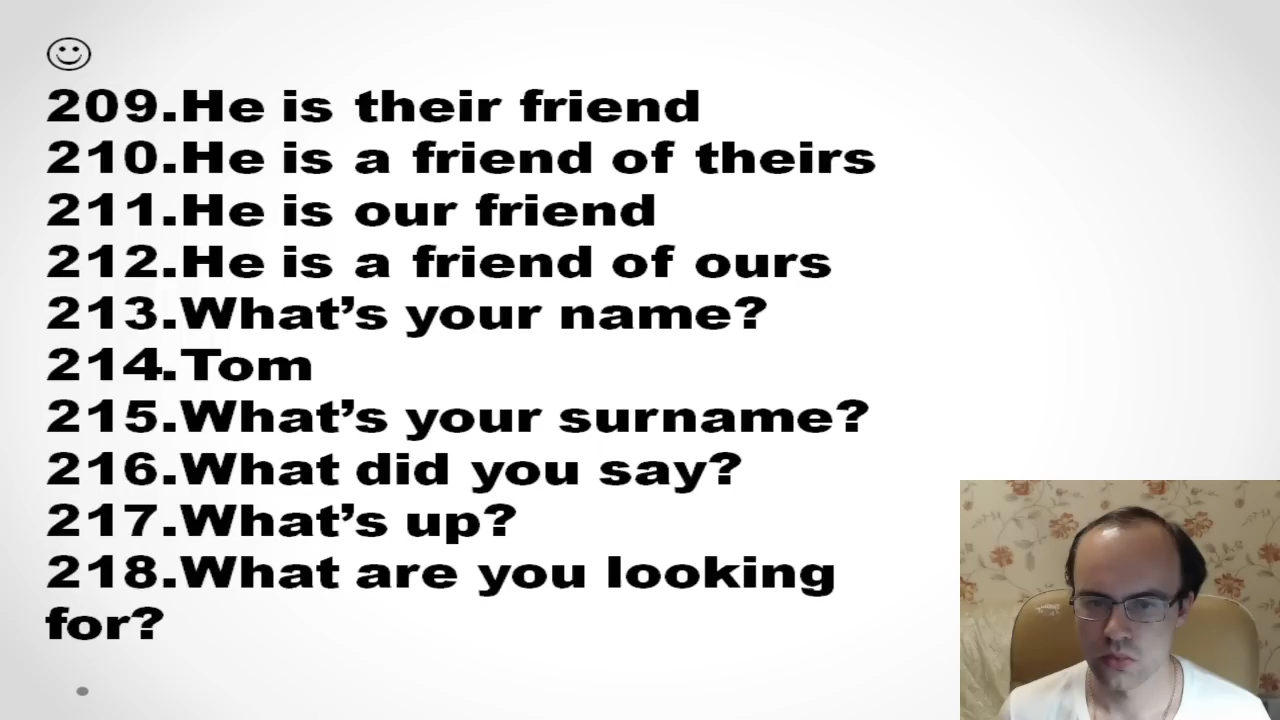 209.He is their friend
210.He is a friend of theirs
211.He is our friend
212.He is a friend of ours
213.What’s your name?
214.Tom
215.What’s your surname?
216.What did you say?
217.What’s up?
218.What are you looking
for?